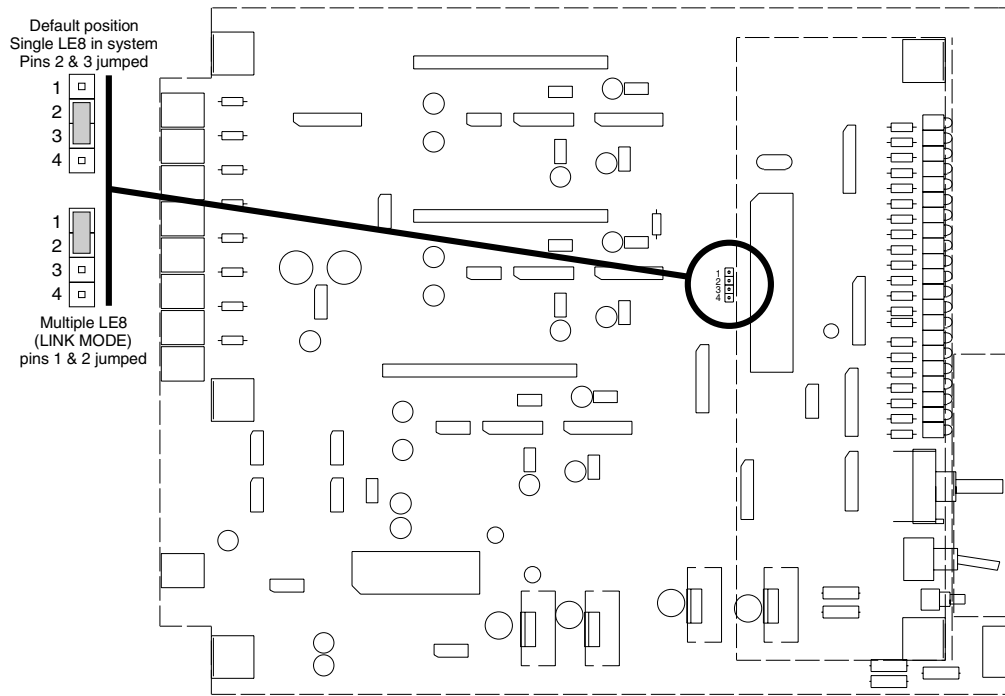 Default position
Single LE8 in system
Pins 2 & 3 jumped
1
2
3
4
1
2
3
4
Multiple LE8
(LINK MODE)
pins 1 & 2 jumped
1
2
3
4